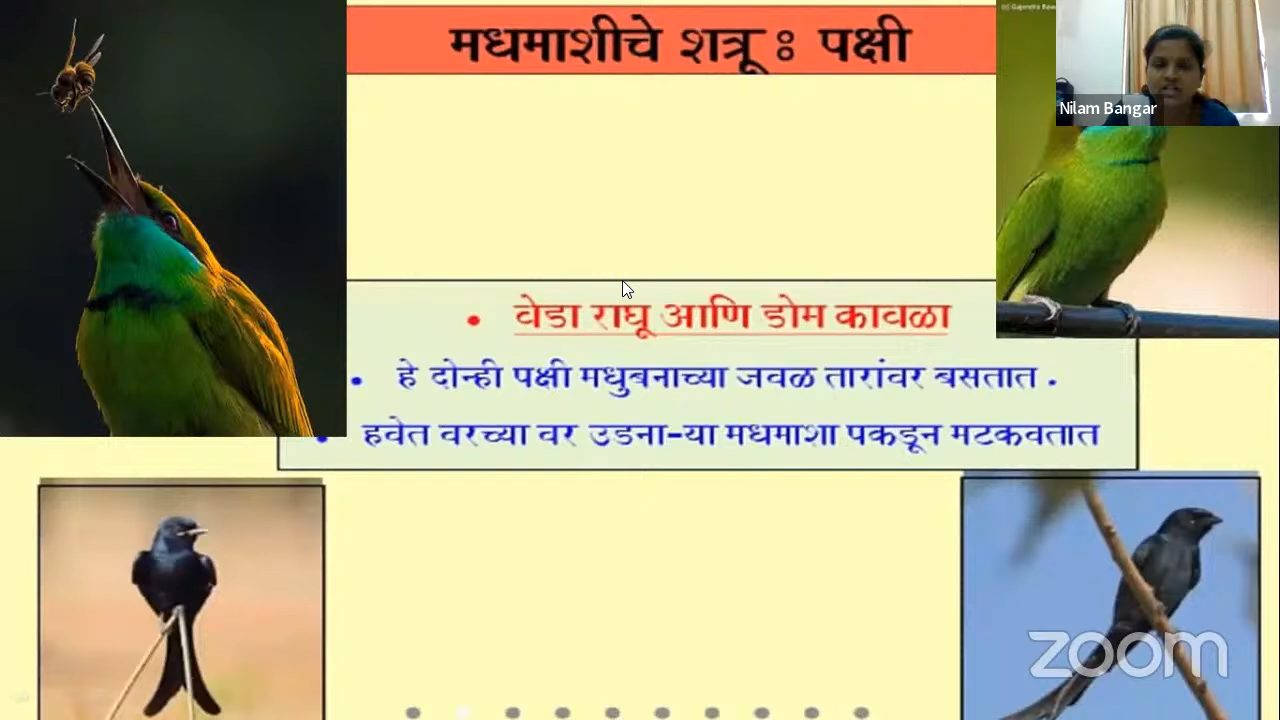 मधमाशीचे शत्रू : पक्षी
Nilam Bangar
• वेडा राघू आणि डोम कावळा
• हे दोन्ही पक्षी मधुबनाच्या जवळ तारांवर बसतात .
• हवेत वरच्या वर उडना-या मधमाशा पकडून मटकवतात
zoom